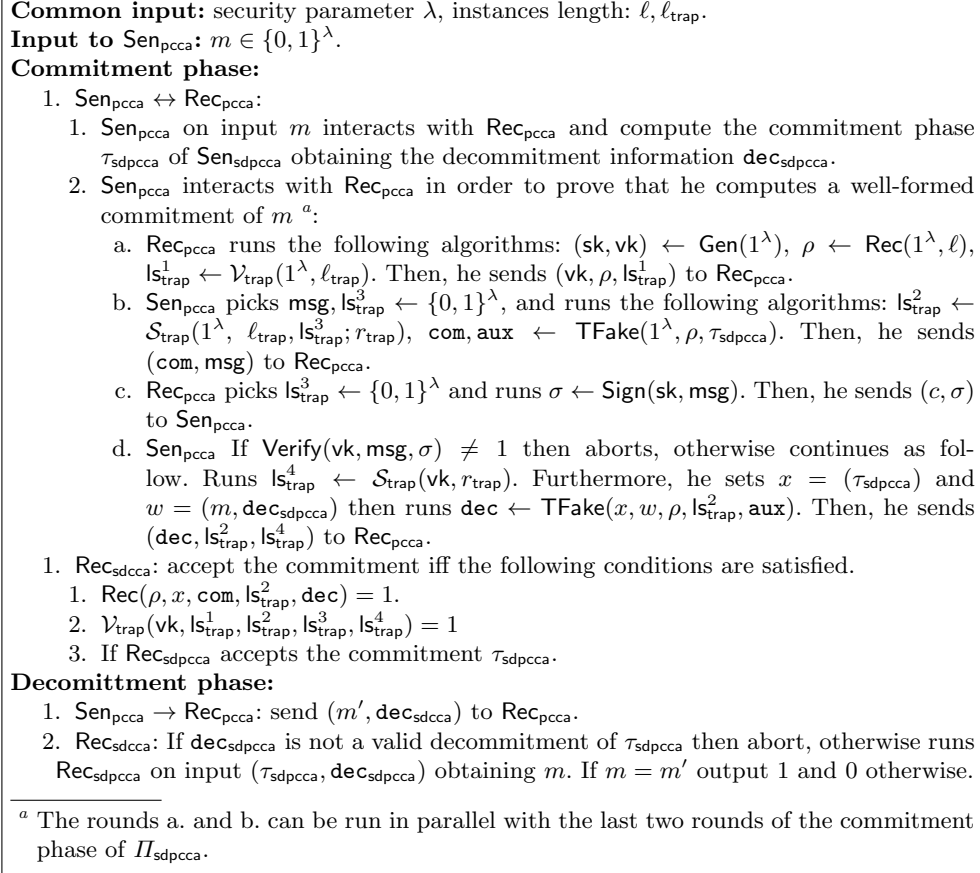 Common input: security parameter λ, instances length: ℓ, ℓ_trap.
Input to Sen_pcca: m ∈ {0, 1}^λ.
Commitment phase:
1. Sen_pcca ↔ Rec_pcca:
1. Sen_pcca on input m interacts with Rec_pcca and compute the commitment phase
τ_sdpcca of Sen_sdpcca obtaining the decommitment information dec_sdpcca.
2. Sen_pcca interacts with Rec_pcca in order to prove that he computes a well-formed
commitment of m ^a:
a. Rec_pcca runs the following algorithms: (sk, vk) ← Gen(1^λ), ρ ← Rec(1^λ, ℓ),
ls^1_trap ← V_trap(1^λ, ℓ_trap). Then, he sends (vk, ρ, ls^1_trap) to Rec_pcca.
b. Sen_pcca picks msg, ls^3_trap ← {0, 1}^λ, and runs the following algorithms: ls^2_trap ←
S_trap(1^λ, ℓ_trap, ls^3_trap; r_trap), com, aux ← TFake(1^λ, ρ, τ_sdpcca). Then, he sends
(com, msg) to Rec_pcca.
c. Rec_pcca picks ls^3_trap ← {0, 1}^λ and runs σ ← Sign(sk, msg). Then, he sends (c, σ)
to Sen_pcca.
d. Sen_pcca If Verify(vk, msg, σ) ≠ 1 then aborts, otherwise continues as fol-
low. Runs ls^4_trap ← S_trap(vk, r_trap). Furthermore, he sets x = (τ_sdpcca) and
w = (m, dec_sdpcca) then runs dec ← TFake(x, w, ρ, ls^2_trap, aux). Then, he sends
(dec, ls^2_trap, ls^4_trap) to Rec_pcca.
1. Rec_sdcca: accept the commitment iff the following conditions are satisfied.
1. Rec(ρ, x, com, ls^2_trap, dec) = 1.
2. V_trap(vk, ls^1_trap, ls^2_trap, ls^3_trap, ls^4_trap) = 1
3. If Rec_sdpcca accepts the commitment τ_sdpcca.
Decomittment phase:
1. Sen_pcca → Rec_pcca: send (m′, dec_sdcca) to Rec_pcca.
2. Rec_sdcca: If dec_sdpcca is not a valid decommitment of τ_sdpcca then abort, otherwise runs
Rec_sdpcca on input (τ_sdpcca, dec_sdpcca) obtaining m. If m = m′ output 1 and 0 otherwise.
^a The rounds a. and b. can be run in parallel with the last two rounds of the commitment
phase of Π_sdpcca.